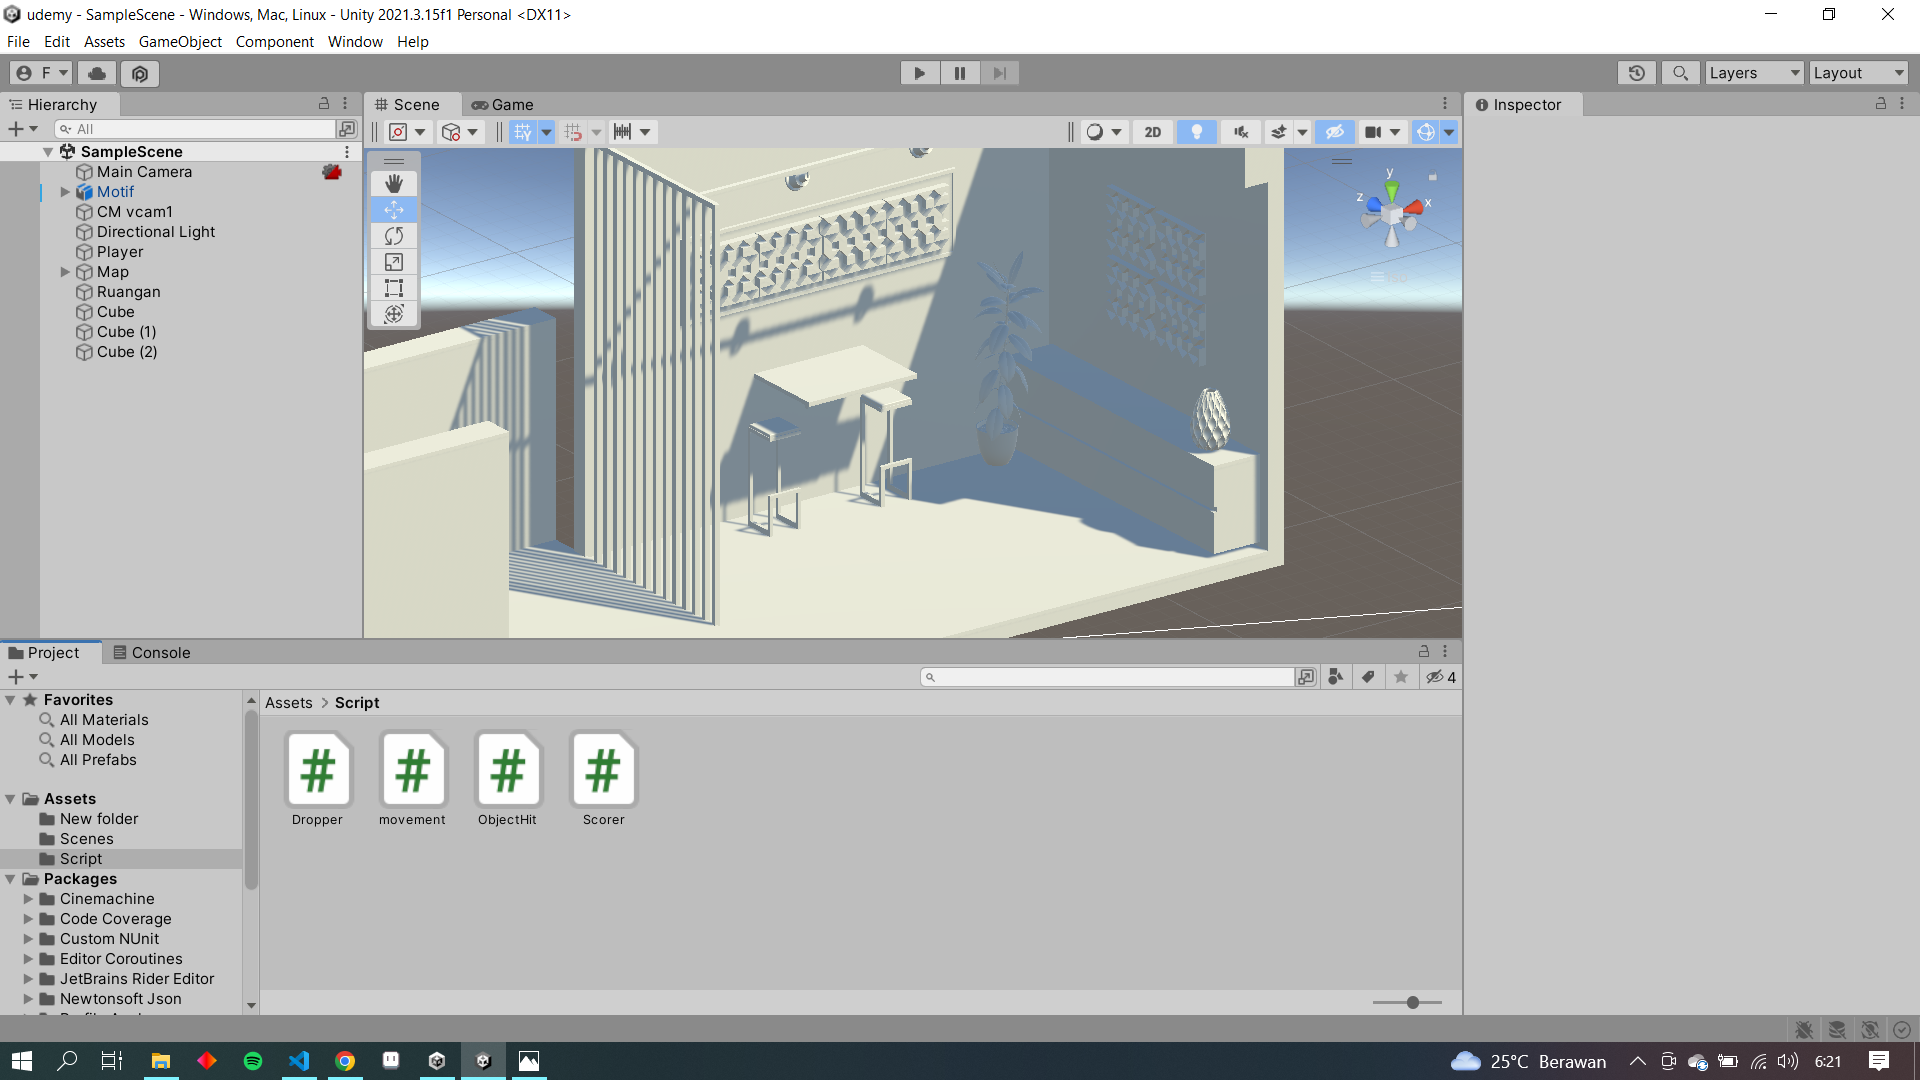 udemy - SampleScene - Windows, Mac, Linux - Unity 2021.3.15f1 Personal <DX11>
File Edit Assets GameObject Component Window Help
F
Layers
Layout
Hierarchy
Scene
Game
Inspector
All
2D
SampleScene
Main Camera
Motif
CM vcam1
Directional Light
Player
Map
Ruangan
Cube
Cube (1)
Cube (2)
y
z
x
Project
Console
4
Favorites
All Materials
All Models
All Prefabs
Assets
New folder
Scenes
Script
Packages
Cinemachine
Code Coverage
Custom NUnit
Editor Coroutines
JetBrains Rider Editor
Newtonsoft Json
Assets > Script
Dropper
movement
ObjectHit
Scorer
25°C Berawan
6:21